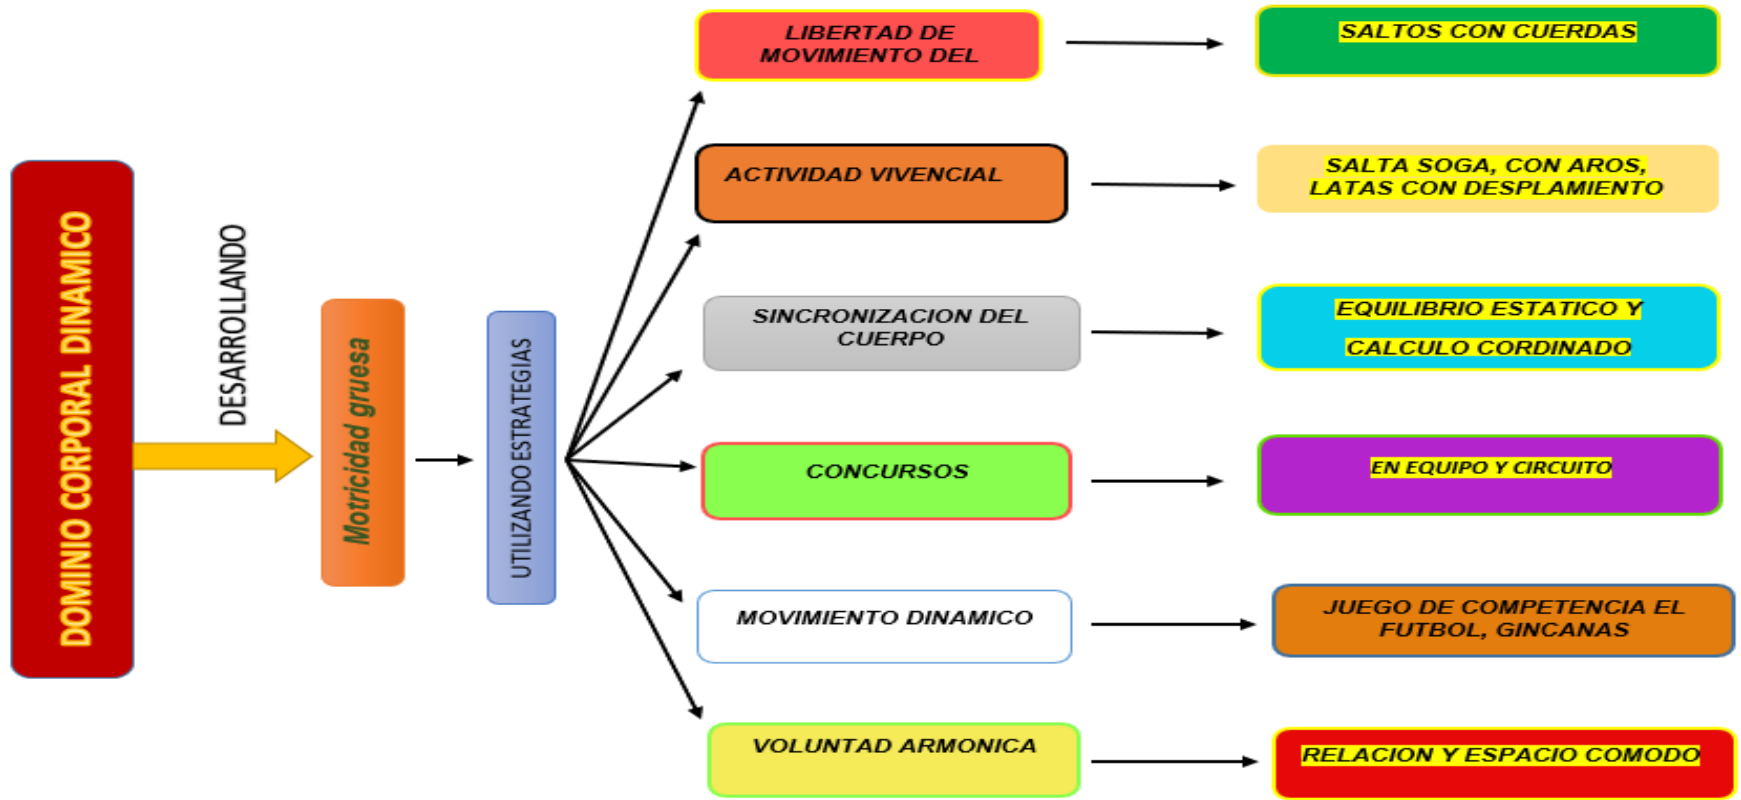 DOMINIO CORPORAL DINAMICO
DESARROLLANDO
Motricidad gruesa
UTILIZANDO ESTRATEGIAS
LIBERTAD DE
MOVIMIENTO DEL
SALTOS CON CUERDAS
ACTIVIDAD VIVENCIAL
SALTA SOGA, CON AROS,
LATAS CON DESPLAMIENTO
SINCRONIZACION DEL
CUERPO
EQUILIBRIO ESTATICO Y
CALCULO CORDINADO
CONCURSOS
EN EQUIPO Y CIRCUITO
MOVIMIENTO DINAMICO
JUEGO DE COMPETENCIA EL
FUTBOL, GINCANAS
VOLUNTAD ARMONICA
RELACION Y ESPACIO COMODO